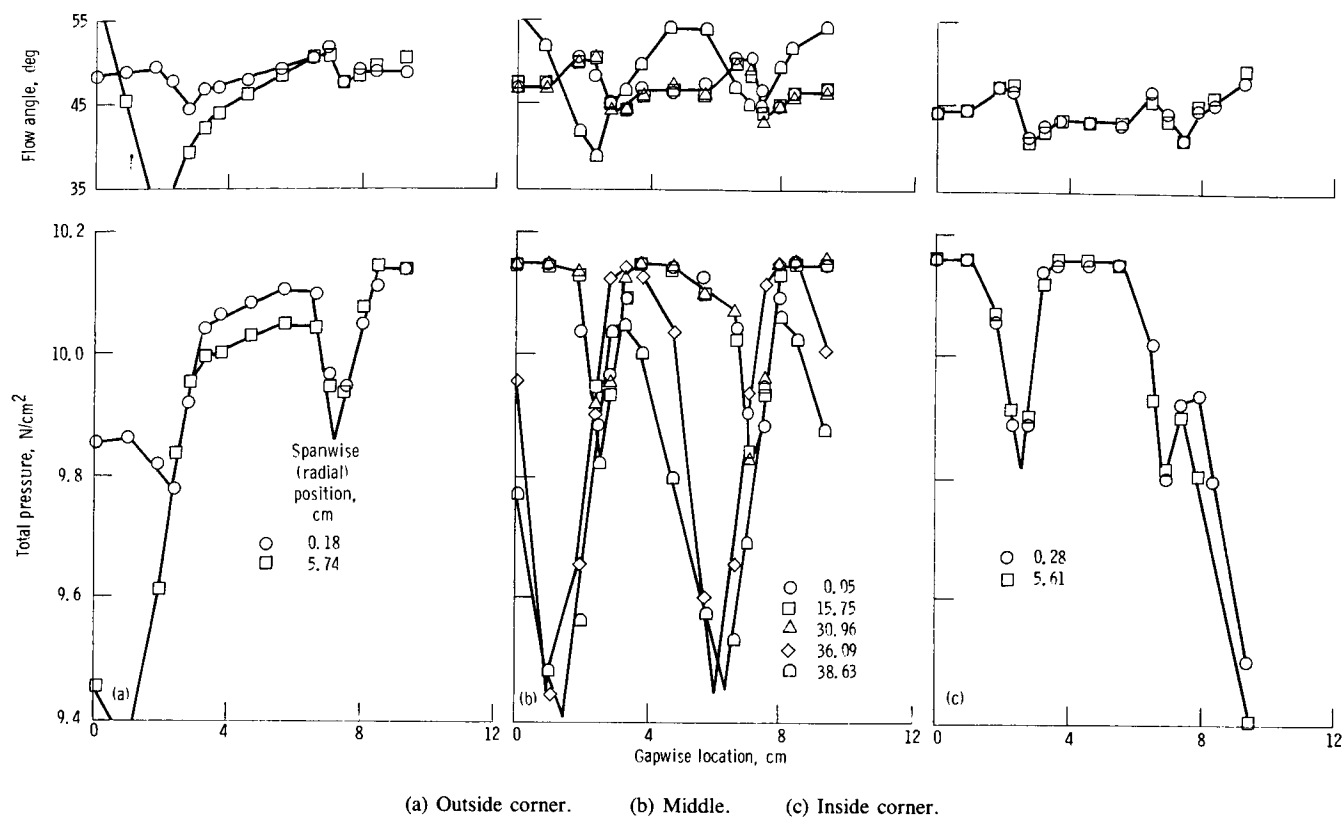 55
45
35
Flow angle, deg
10.2
10.0
9.8
9.6
9.4
Total pressure, N/cm2
Spanwise
(radial)
position,
cm
0.18
5.74
(a)
0 4 8 12
0.05
15.75
30.96
36.09
38.63
(b)
0 4 8 12
Gapwise location, cm
0.28
5.61
(c)
0 4 8 12
(a) Outside corner. (b) Middle. (c) Inside corner.